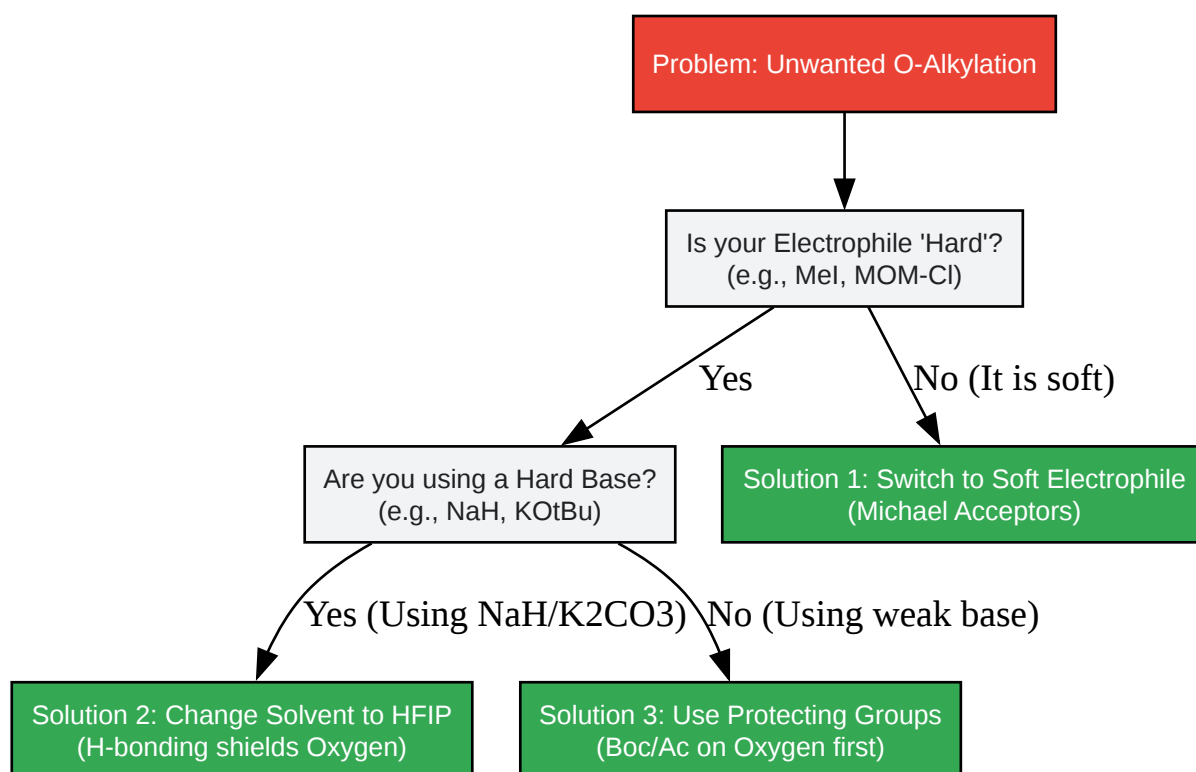 Problem: Unwanted O-Alkylation
Is your Electrophile 'Hard'?
(e.g., MeI, MOM-Cl)
Yes
No (It is soft)
Are you using a Hard Base?
(e.g., NaH, KOtBu)
Solution 1: Switch to Soft Electrophile
(Michael Acceptors)
Yes (Using NaH/K2CO3)
No (Using weak base)
Solution 2: Change Solvent to HFIP
(H-bonding shields Oxygen)
Solution 3: Use Protecting Groups
(Boc/Ac on Oxygen first)